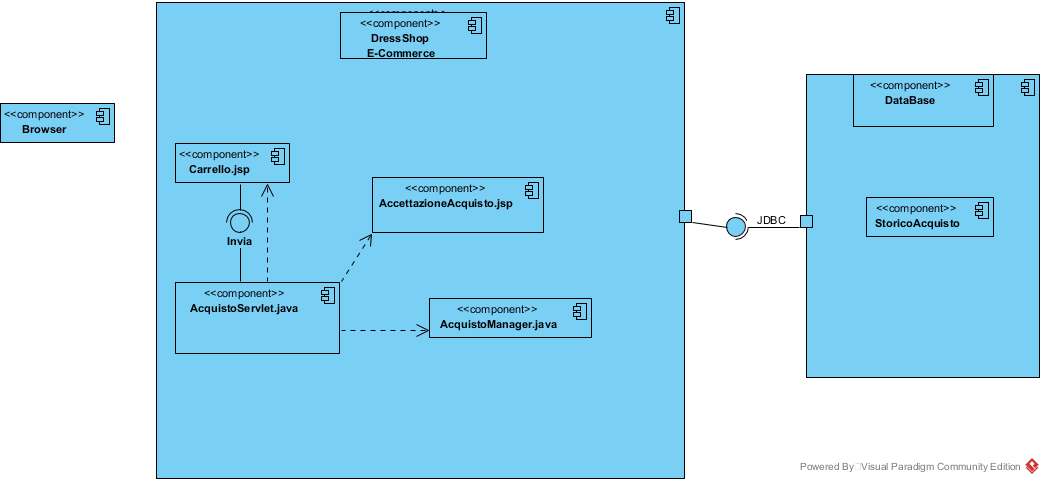 <<component>>
DressShop
E-Commerce
<<component>>
Browser
<<component>>
Carrello.jsp
Invia
<<component>>
AccettazioneAcquisto.jsp
<<component>>
AcquistoServlet.java
<<component>>
AcquistoManager.java
JDBC
<<component>>
DataBase
<<component>>
StoricoAcquisto
Powered By Visual Paradigm Community Edition